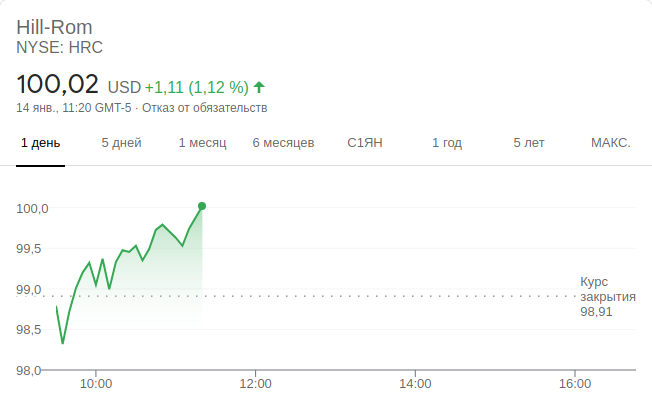 Hill-Rom
NYSE: HRC
100,02 USD +1,11 (1,12 %)
14 янв., 11:20 GMT-5 · Отказ от обязательств
1 день 5 дней 1 месяц 6 месяцев С1ЯН 1 год 5 лет МАКС.
100,0
99,5
99,0
98,5
98,0
Курс
закрытия
98,91
10:00 12:00 14:00 16:00